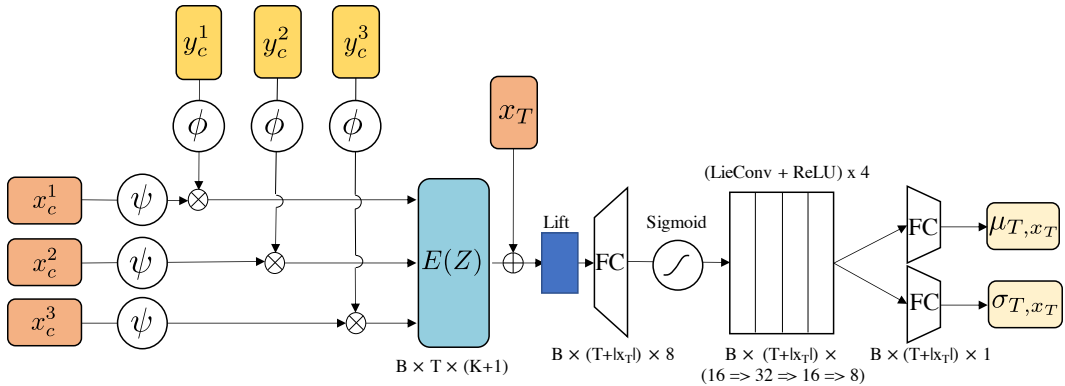 y_c^1 y_c^2 y_c^3
ϕ ϕ ϕ
x_T
(LieConv + ReLU) x 4
x_c^1 ψ ⊗
Lift
Sigmoid
FC μ_{T,x_T}
x_c^2 ψ ⊗ E(Z) ⊕ FC
x_c^3 ψ ⊗
FC σ_{T,x_T}
B × T × (K+1)
B × (T+|x_T|) × 8
B × (T+|x_T|) ×
(16 => 32 => 16 => 8)
B × (T+|x_T|) × 1